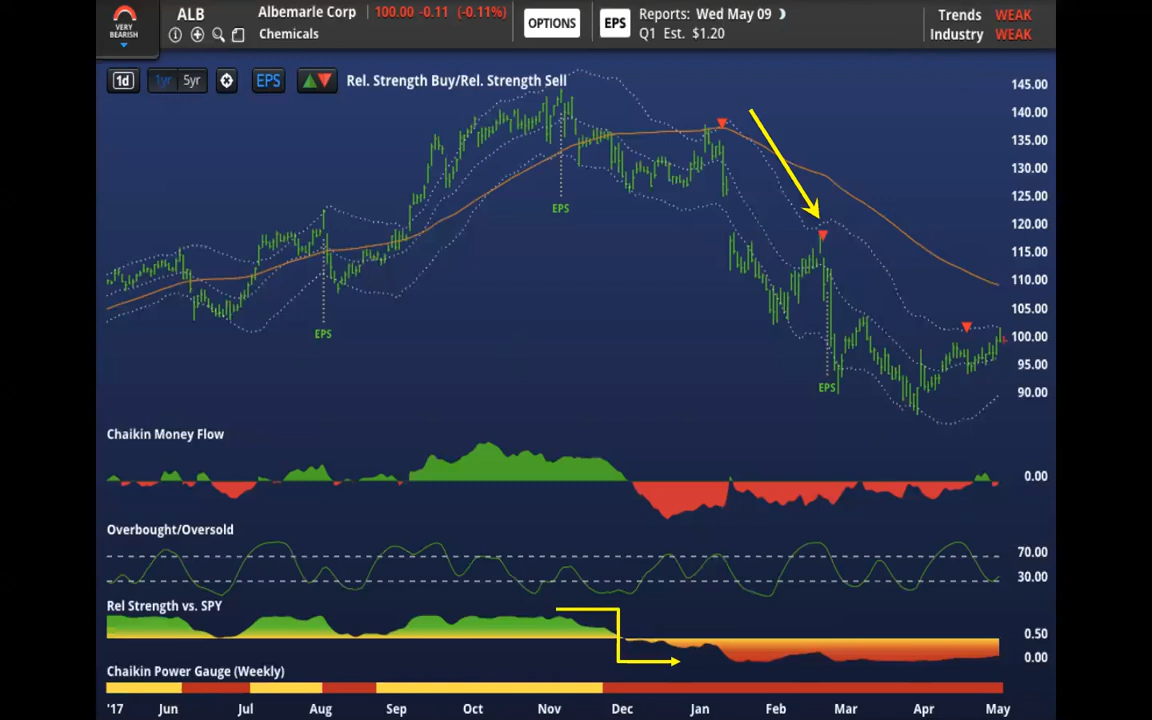 VERY
BEARISH
ALB
Albemarle Corp
100.00 -0.11 (-0.11%)
Chemicals
OPTIONS
EPS
Reports: Wed May 09
Q1 Est. $1.20
Trends WEAK
Industry WEAK
1d
1yr 5yr
EPS
Rel. Strength Buy/Rel. Strength Sell
145.00
140.00
135.00
130.00
125.00
120.00
115.00
110.00
105.00
100.00
95.00
90.00
EPS
EPS
EPS
Chaikin Money Flow
0.00
Overbought/Oversold
70.00
30.00
Rel Strength vs. SPY
0.50
0.00
Chaikin Power Gauge (Weekly)
'17 Jun Jul Aug Sep Oct Nov Dec Jan Feb Mar Apr May